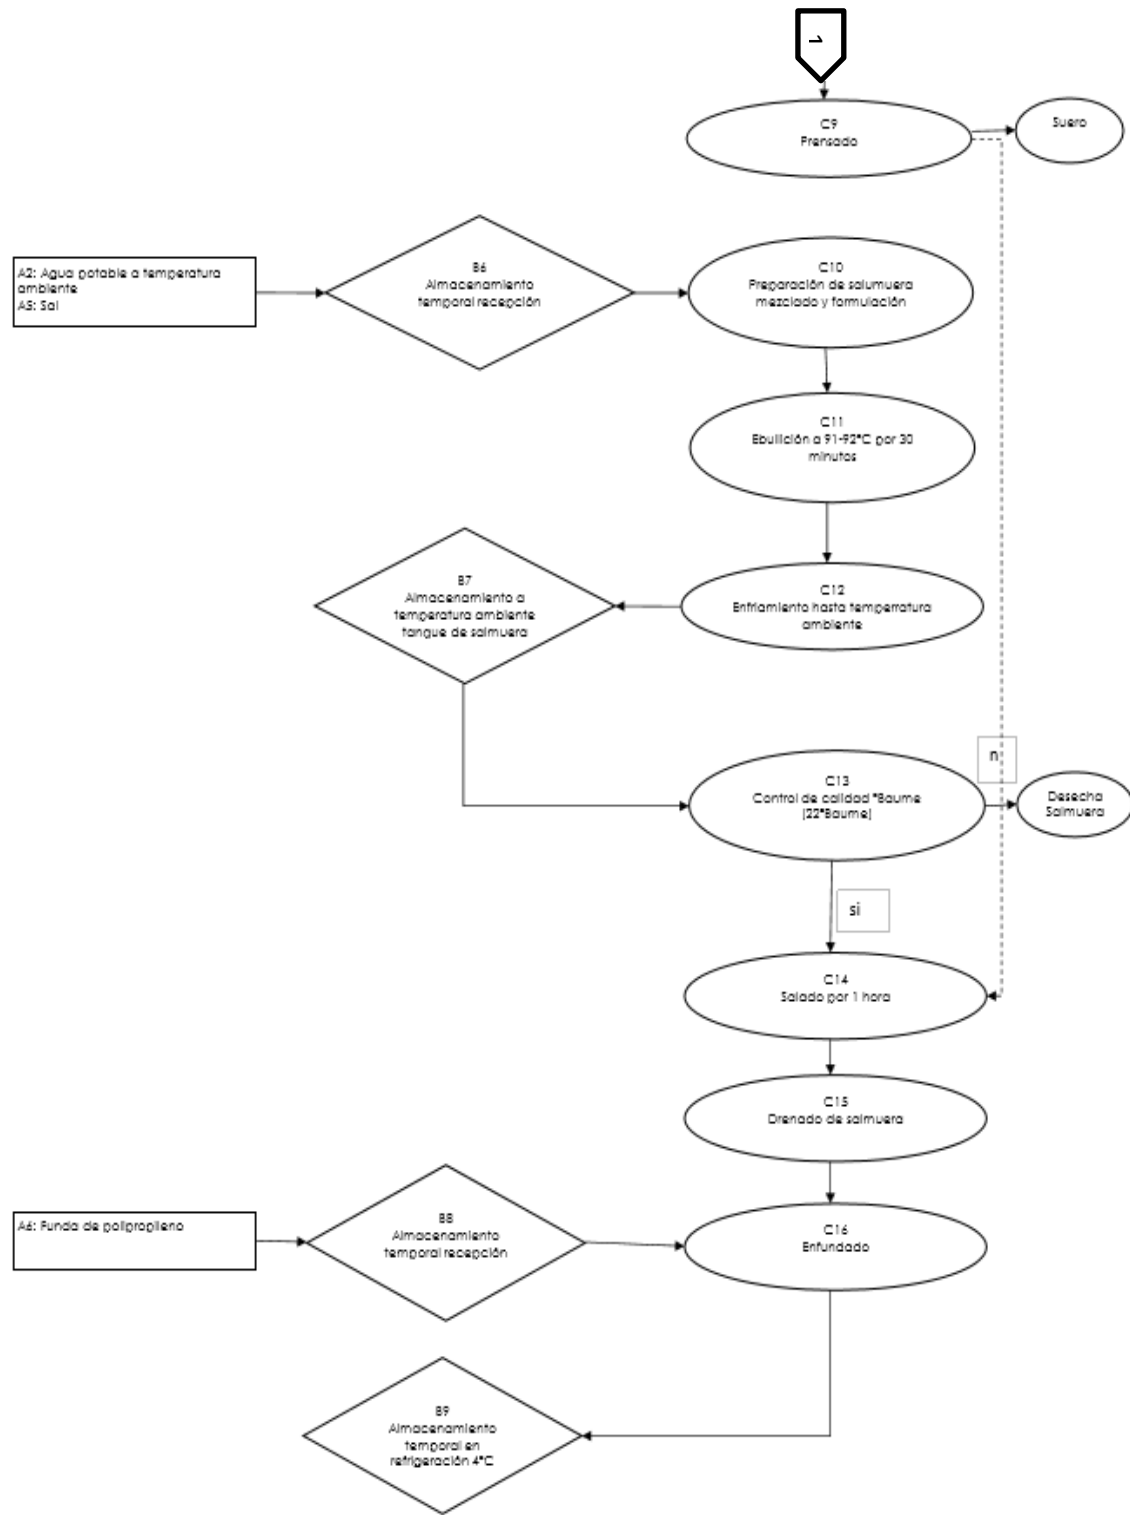 1
C9
Prensado
Suero
A2: Agua potable a temperatura
ambiente
A5: Sal
B6
Almacenamiento
temporal recepción
C10
Preparación de salumuera
mezclado y formulación
C11
Ebullición a 91-92°C por 30
minutos
B7
Almacenamiento a
temperatura ambiente
tanque de salmuera
C12
Enfriamiento hasta temperratura
ambiente
n
C13
Control de calidad °Baume
(22°Baume)
Desecha
Salmuera
si
C14
Salado por 1 hora
C15
Drenado de salmuera
A6: Funda de polipropileno
B8
Almacenamiento
temporal recepción
C16
Enfundado
B9
Almacenamiento
temporal en
refrigeración 4°C